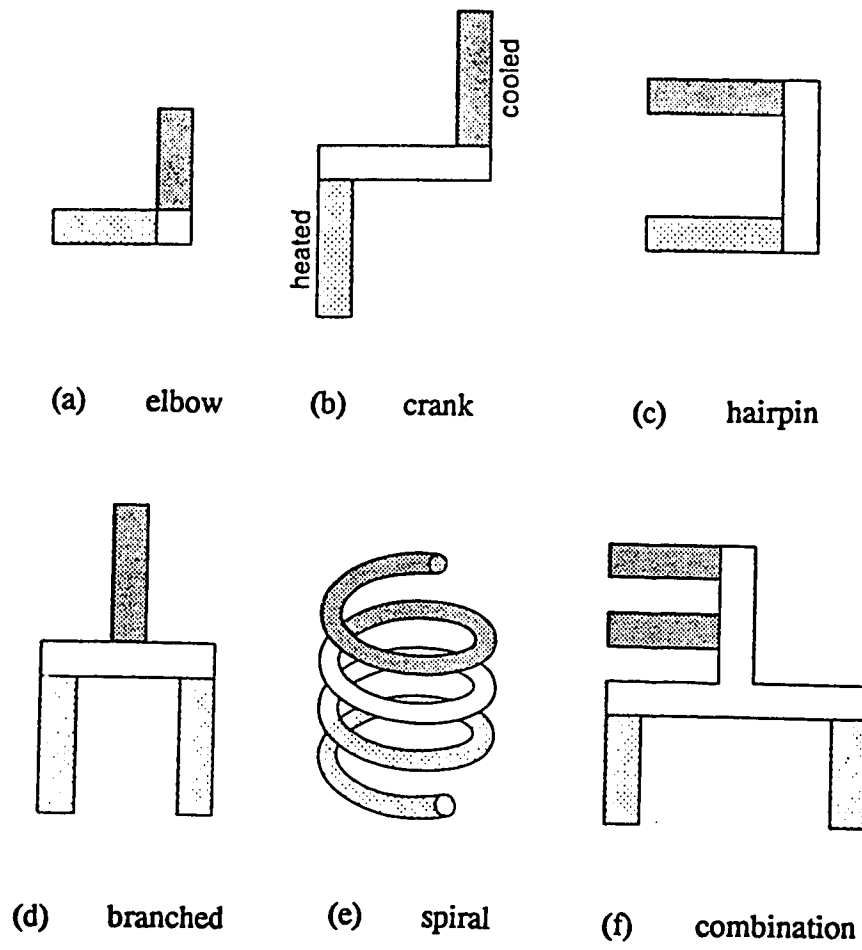 heated
cooled
(a) elbow
(b) crank
(c) hairpin
(d) branched
(e) spiral
(f) combination